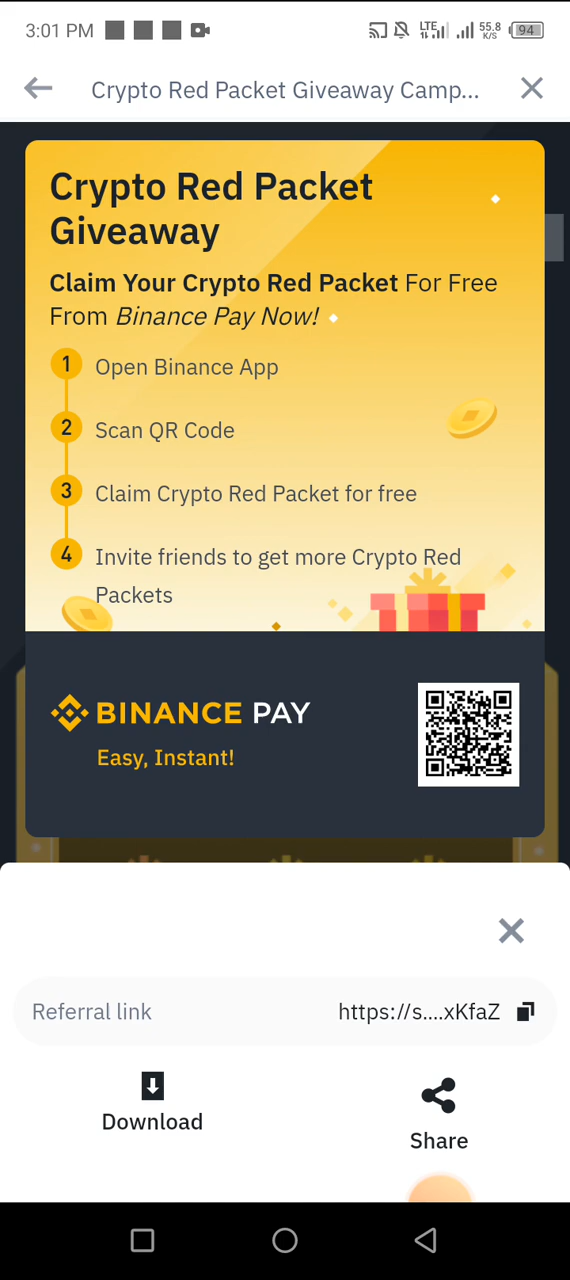 3:01 PM LTE 55.8 K/S 94
Crypto Red Packet Giveaway Camp...
Crypto Red Packet
Giveaway
Claim Your Crypto Red Packet For Free
From Binance Pay Now!
1 Open Binance App
2 Scan QR Code
3 Claim Crypto Red Packet for free
4 Invite friends to get more Crypto Red
Packets
BINANCE PAY
Easy, Instant!
Referral link https://s....xKfaZ
Download
Share